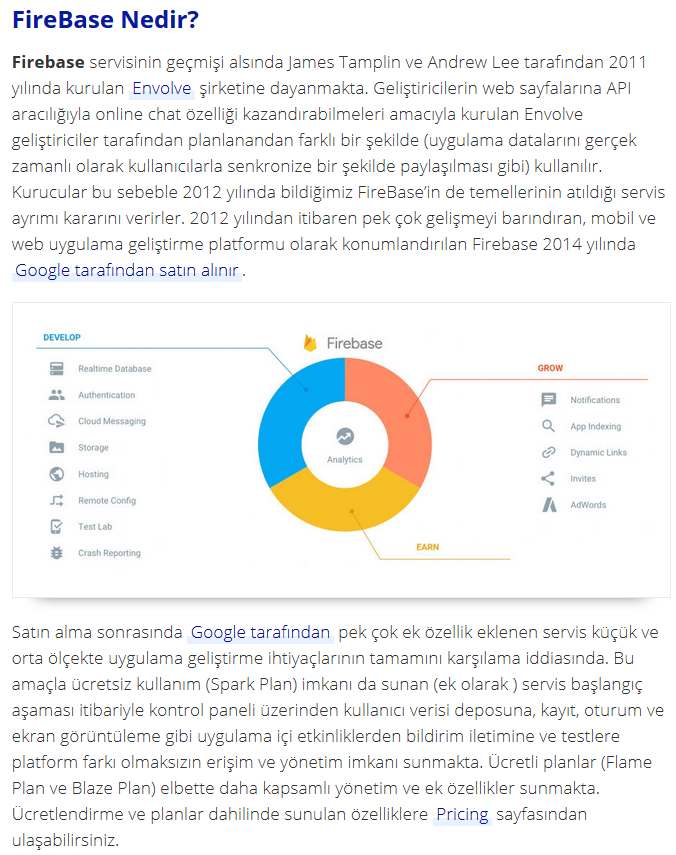 FireBase Nedir?
Firebase servisinin geçmişi alsında James Tamplin ve Andrew Lee tarafından 2011
yılında kurulan Envolve şirketine dayanmakta. Geliştiricilerin web sayfalarına API
aracılığıyla online chat özelliği kazandırabilmeleri amacıyla kurulan Envolve
geliştiriciler tarafından planlanandan farklı bir şekilde (uygulama datalarını gerçek
zamanlı olarak kullanıcılarla senkronize bir şekilde paylaşılması gibi) kullanılır.
Kurucular bu sebeble 2012 yılında bildiğimiz FireBase’in de temellerinin atıldığı servis
ayrımı kararını verirler. 2012 yılından itibaren pek çok gelişmeyi barındıran, mobil ve
web uygulama geliştirme platformu olarak konumlandırılan Firebase 2014 yılında
Google tarafından satın alınır.
Firebase
DEVELOP
Realtime Database
Authentication
Cloud Messaging
Storage
Hosting
Remote Config
Test Lab
Crash Reporting
Analytics
GROW
Notifications
App Indexing
Dynamic Links
Invites
AdWords
EARN
Satın alma sonrasında Google tarafından pek çok ek özellik eklenen servis küçük ve
orta ölçekte uygulama geliştirme ihtiyaçlarının tamamını karşılama iddiasında. Bu
amaçla ücretsiz kullanım (Spark Plan) imkanı da sunan (ek olarak ) servis başlangıç
aşaması itibariyle kontrol paneli üzerinden kullanıcı verisi deposuna, kayıt, oturum ve
ekran görüntüleme gibi uygulama içi etkinliklerden bildirim iletimine ve testlere
platform farkı olmaksızın erişim ve yönetim imkanı sunmakta. Ücretli planlar (Flame
Plan ve Blaze Plan) elbette daha kapsamlı yönetim ve ek özellikler sunmakta.
Ücretlendirme ve planlar dahilinde sunulan özelliklere Pricing sayfasından
ulaşabilirsiniz.